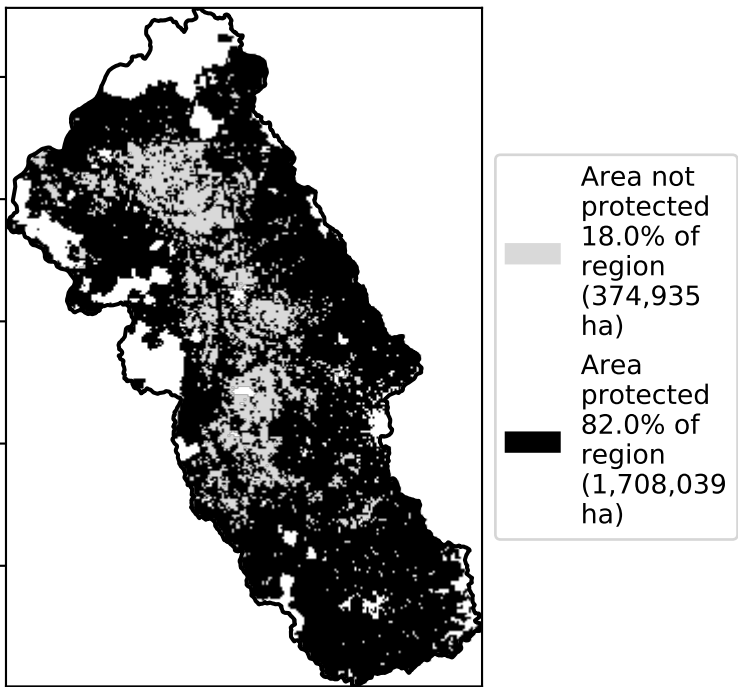 Area not
protected
18.0% of
region
(374,935
ha)
Area
protected
82.0% of
region
(1,708,039
ha)